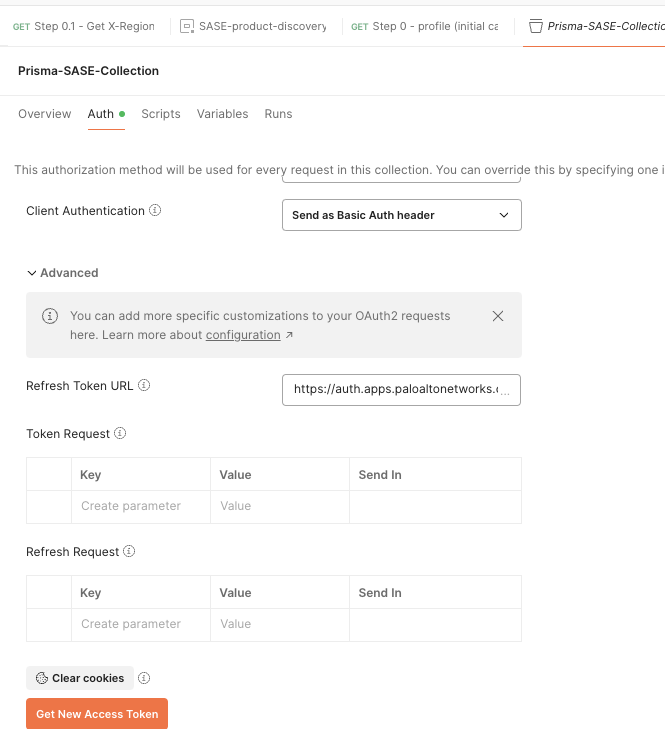 GET Step 0.1 - Get X-Region
SASE-product-discovery
GET Step 0 - profile (initial ca
Prisma-SASE-Collectio
Prisma-SASE-Collection
Overview Auth Scripts Variables Runs
This authorization method will be used for every request in this collection. You can override this by specifying one i
Client Authentication
Send as Basic Auth header
Advanced
You can add more specific customizations to your OAuth2 requests
here. Learn more about configuration ↗
Refresh Token URL
https://auth.apps.paloaltonetworks.c...
Token Request
Key Value Send In
Create parameter Value
Refresh Request
Key Value Send In
Create parameter Value
Clear cookies
Get New Access Token